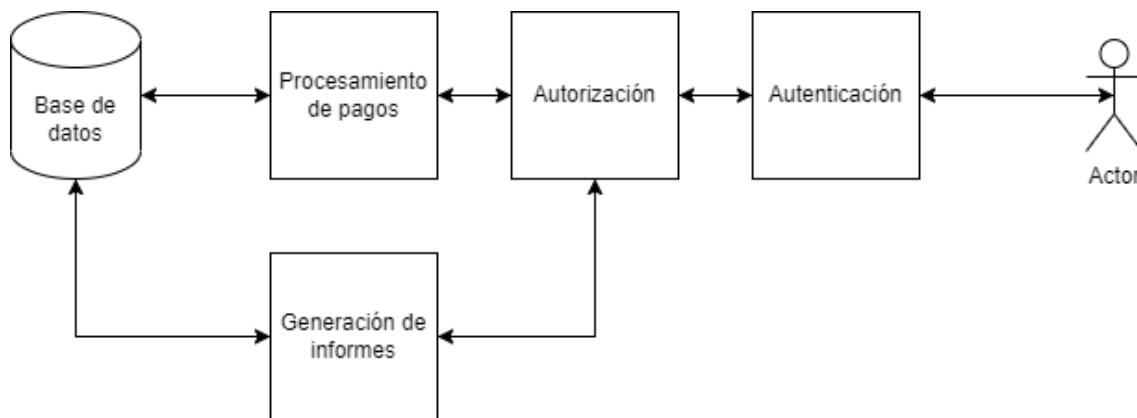 Base de
datos
Procesamiento
de pagos
Autorización
Autenticación
Actor
Generación de
informes